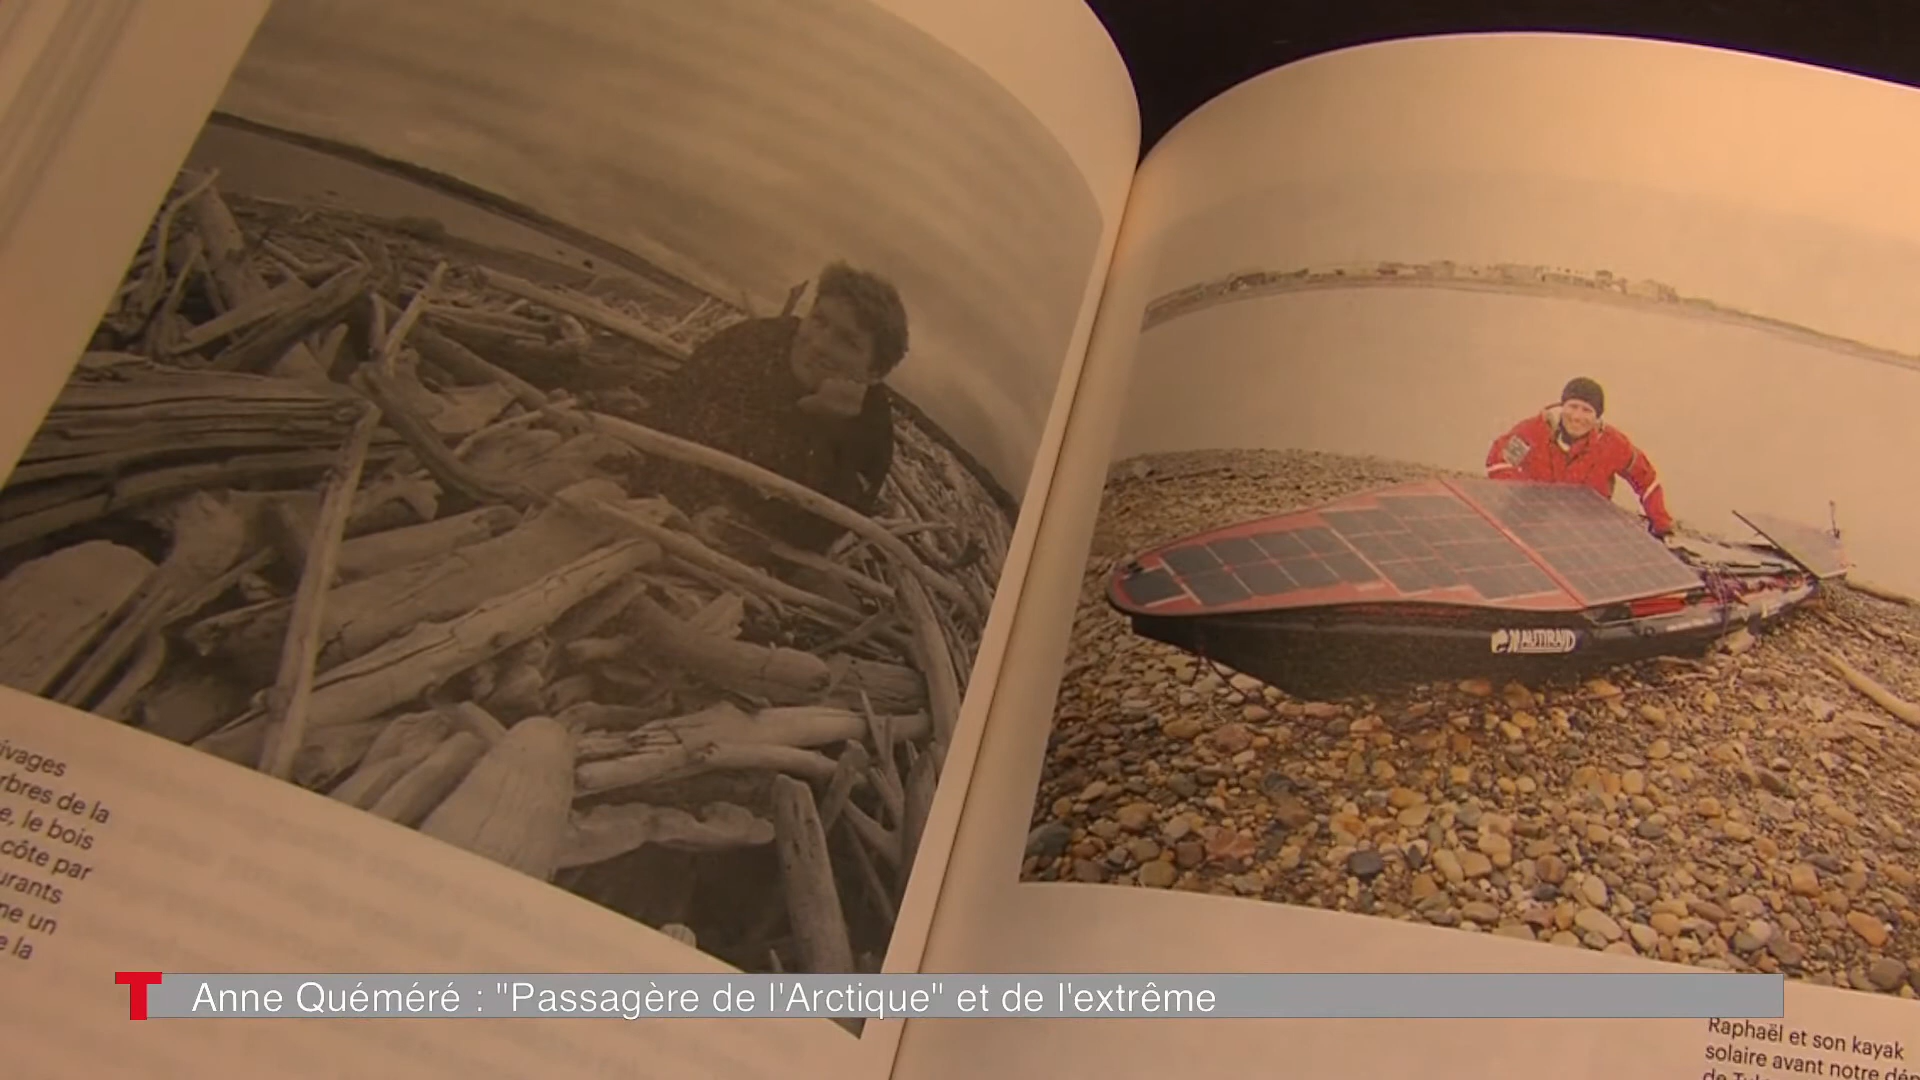 ivages
rbres de la
e, le bois
côte par
urants
ne un
e la
NAUTIRAID
T Anne Quéméré : "Passagère de l'Arctique" et de l'extrême
Raphaël et son kayak
solaire avant notre dép